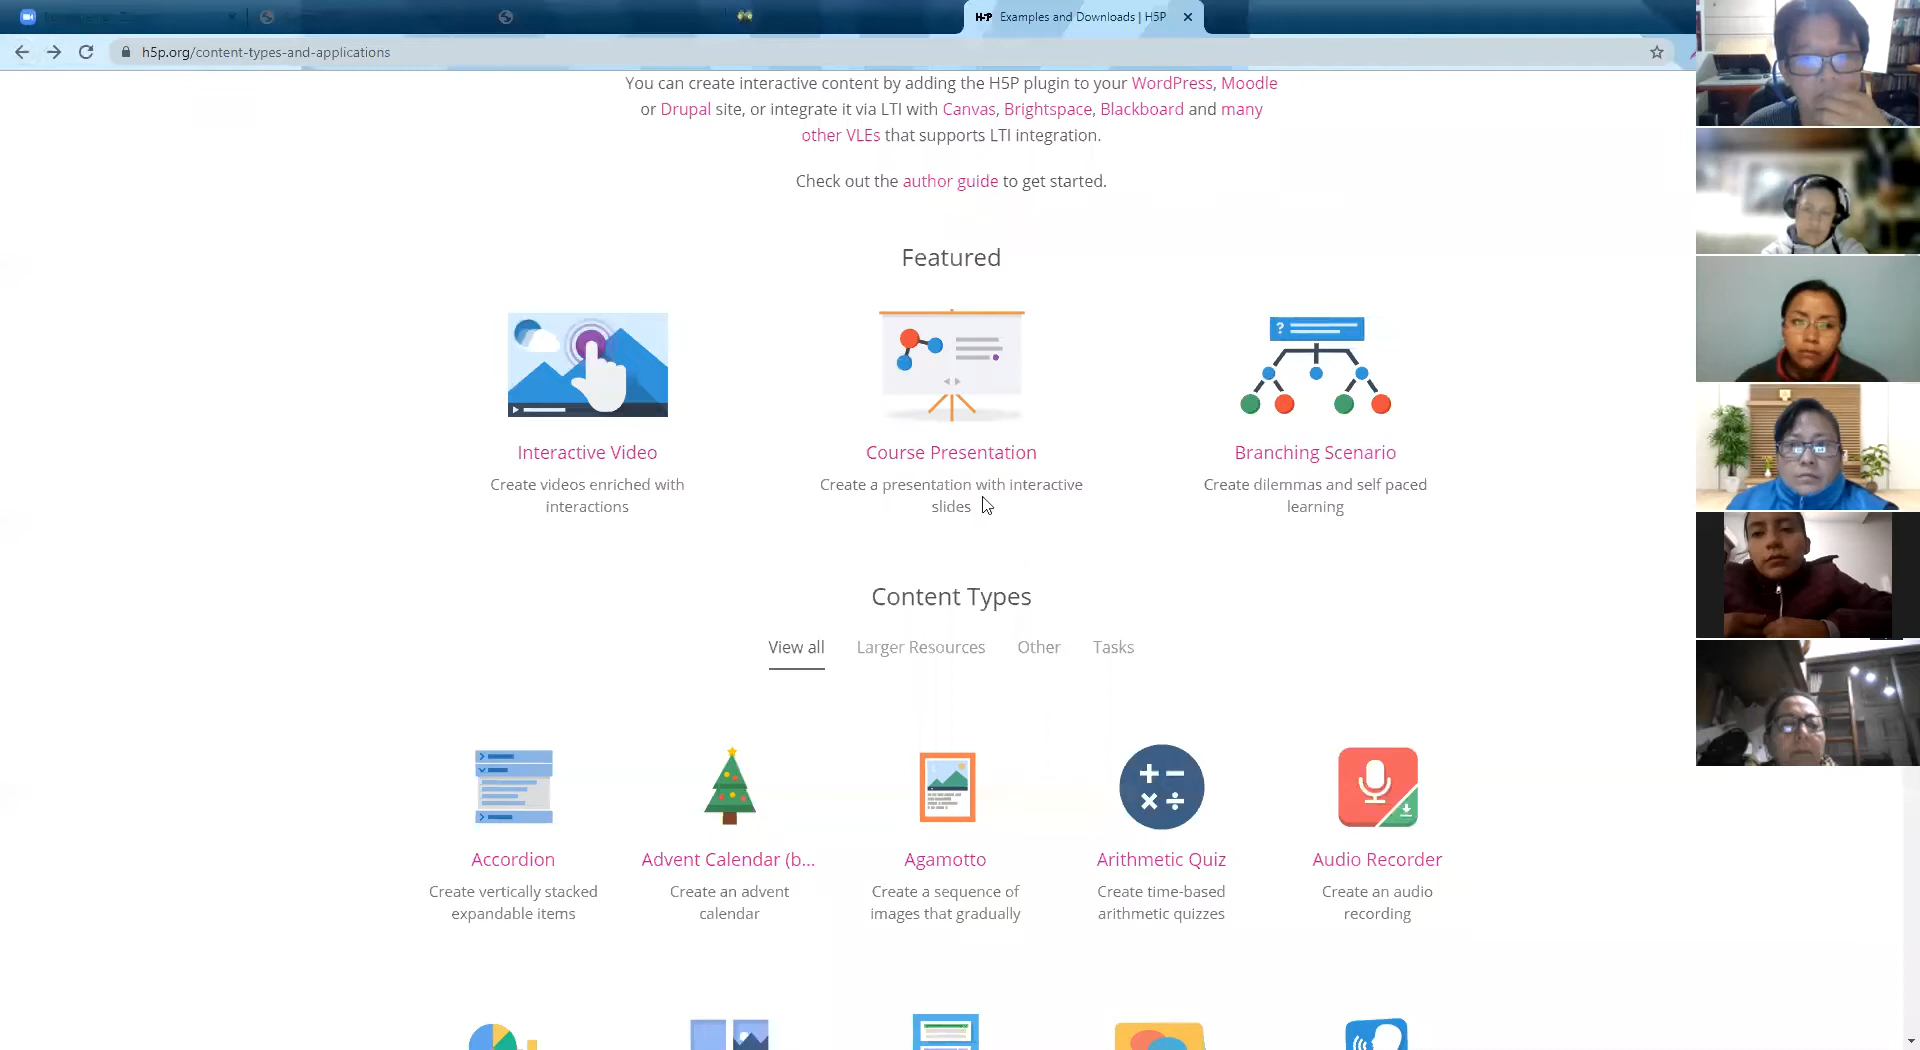 H-P Examples and Downloads | H5P
h5p.org/content-types-and-applications
You can create interactive content by adding the H5P plugin to your WordPress, Moodle
or Drupal site, or integrate it via LTI with Canvas, Brightspace, Blackboard and many
other VLEs that supports LTI integration.
Check out the author guide to get started.
Featured
Interactive Video
Create videos enriched with
interactions
Course Presentation
Create a presentation with interactive
slides
Branching Scenario
Create dilemmas and self paced
learning
Content Types
View all Larger Resources Other Tasks
Accordion
Create vertically stacked
expandable items
Advent Calendar (b...
Create an advent
calendar
Agamotto
Create a sequence of
images that gradually
Arithmetic Quiz
Create time-based
arithmetic quizzes
Audio Recorder
Create an audio
recording